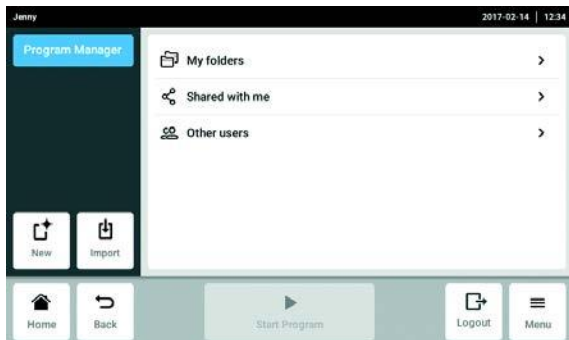 Jenny 2017-02-14 | 12:34
Program Manager
My folders
Shared with me
Other users
New Import
Home Back Start Program Logout Menu